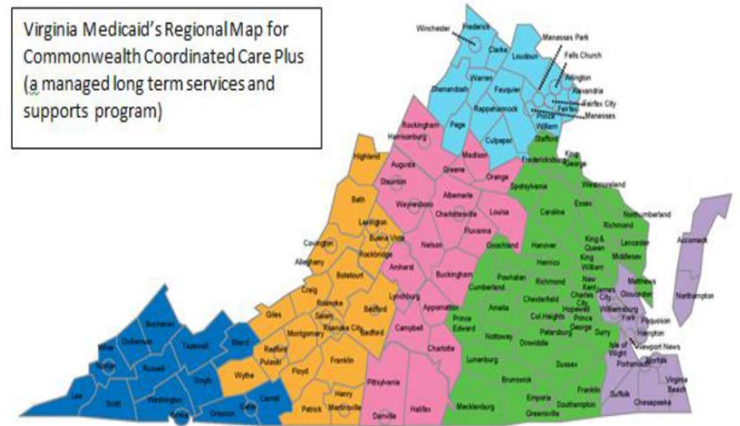 Virginia Medicaid's Regional Map for
Commonwealth Coordinated Care Plus
(a managed long term services and
supports program)
Winchester
Frederick
Clarke
Loudoun
Manassas Park
Falls Church
Arlington
Alexandria
Fairfax City
Fairfax
Manassas
Prince
William
Warren
Shenandoah
Fauquier
Rappahannock
Page
Culpeper
Stafford
Rockingham
Harrisonburg
Madison
Greene
Orange
Augusta
Staunton
Waynesboro
Albemarle
Charlottesville
Louisa
Fluvanna
Nelson
Buckingham
Amherst
Lynchburg
Appomattox
Campbell
Charlotte
Pittsylvania
Danville
Halifax
Highland
Bath
Lexington
Buena Vista
Rockbridge
Covington
Alleghany
Botetourt
Craig
Roanoke
Salem
Roanoke City
Bedford
Bedford
Giles
Montgomery
Radford
Pulaski
Wythe
Floyd
Franklin
Henry
Martinsville
Patrick
Buchanan
Dickenson
Tazewell
Bland
Wise
Norton
Russell
Smyth
Lee
Scott
Washington
Grayson
Galax
Carroll
Fredericksburg
King
George
Spotsylvania
Westmoreland
Caroline
Essex
Richmond
Northumberland
Lancaster
Middlesex
King &
Queen
King
William
Goochland
Hanover
Henrico
Richmond
New
Kent
Charles
City
Powhatan
Cumberland
Chesterfield
Amelia
Col.Heights
Hopewell
Prince
George
Petersburg
Prince
Edward
Nottoway
Dinwiddie
Surry
Lunenburg
Sussex
Brunswick
Mecklenburg
Emporia
Greensville
Southampton
Franklin
Mathews
Gloucester
James
City
Williamsburg
York
Poquoson
Hampton
Newport News
Isle of
Wight
Norfolk
Portsmouth
Virginia
Beach
Suffolk
Chesapeake
Accomack
Northampton